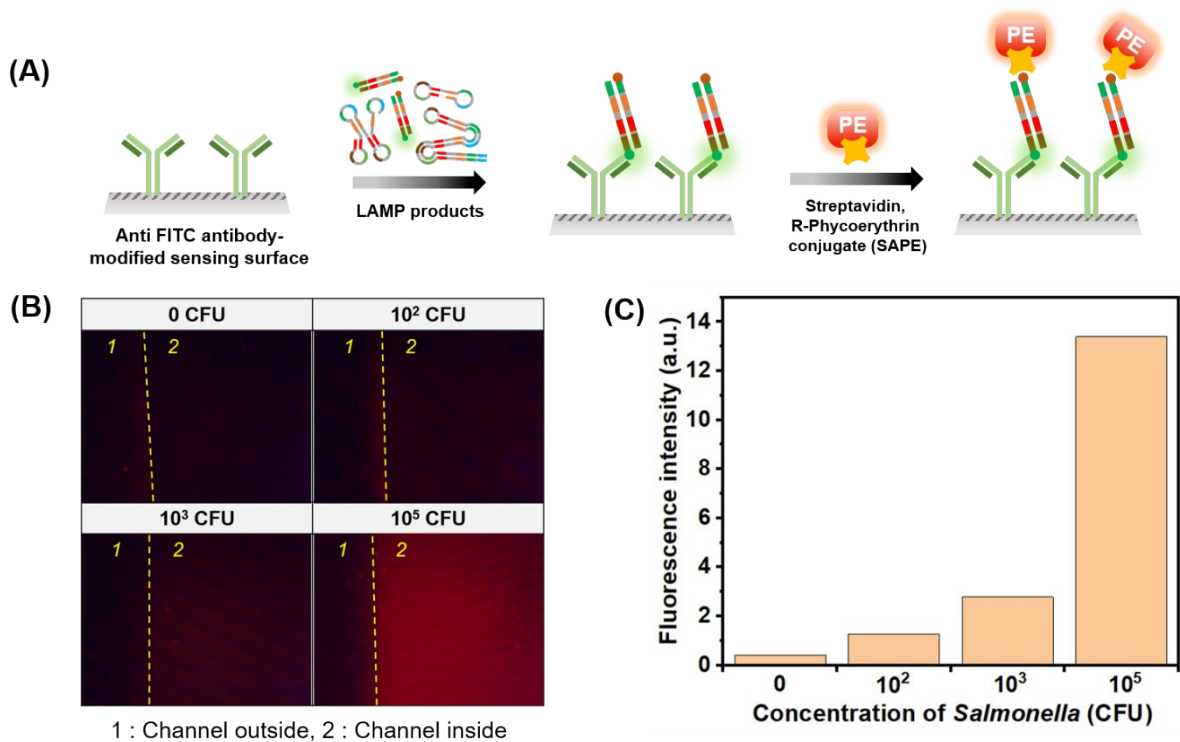 (A)
Anti FITC antibody-
modified sensing surface
LAMP products
PE
Streptavidin,
R-Phycoerythrin
conjugate (SAPE)
PE
PE
(B)
0 CFU
10² CFU
1
2
1
2
10³ CFU
10⁵ CFU
1
2
1
2
1 : Channel outside, 2 : Channel inside
(C)
Fluorescence intensity (a.u.)
14
12
10
8
6
4
2
0
0
10²
10³
10⁵
Concentration of Salmonella (CFU)